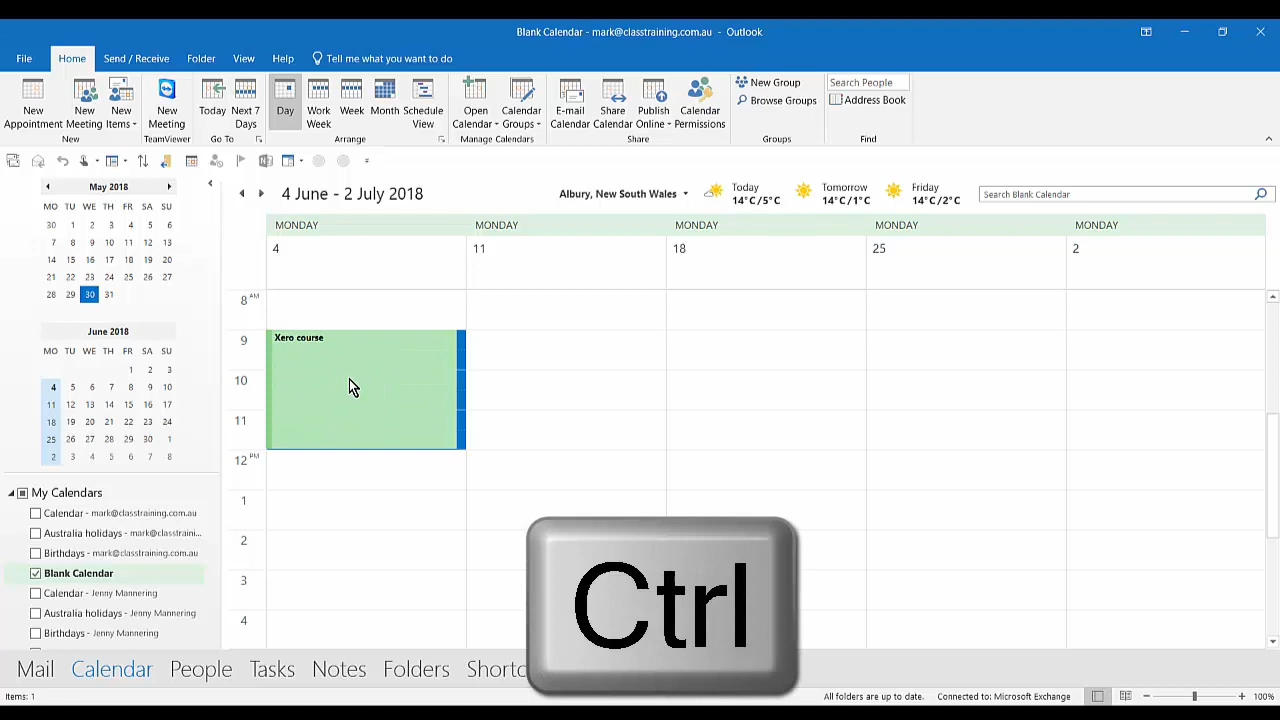 Blank Calendar - mark@classtraining.com.au - Outlook
File Home Send / Receive Folder View Help Tell me what you want to do
New Appointment New Meeting New Items New Meeting Today Next 7 Days Day Work Week Week Month Schedule View Open Calendar Calendar Groups E-mail Calendar Share Calendar Publish Online Calendar Permissions New Group Browse Groups Search People Address Book
New TeamViewer Go To Arrange Manage Calendars Share Groups Find
May 2018
MO TU WE TH FR SA SU
30 1 2 3 4 5 6
7 8 9 10 11 12 13
14 15 16 17 18 19 20
21 22 23 24 25 26 27
28 29 30 31
June 2018
MO TU WE TH FR SA SU
1 2 3
4 5 6 7 8 9 10
11 12 13 14 15 16 17
18 19 20 21 22 23 24
25 26 27 28 29 30 1
2 3 4 5 6 7 8
My Calendars
Calendar - mark@classtraining.com.au
Australia holidays - mark@classtraini...
Birthdays - mark@classtraining.com.au
Blank Calendar
Calendar - Jenny Mannering
Australia holidays - Jenny Mannering
Birthdays - Jenny Mannering
4 June - 2 July 2018
Albury, New South Wales
Today 14°C/5°C
Tomorrow 14°C/1°C
Friday 14°C/2°C
Search Blank Calendar
MONDAY MONDAY MONDAY MONDAY MONDAY
4 11 18 25 2
8 AM
9
Xero course
10
11
12 PM
1
2
3
4
Ctrl
Mail Calendar People Tasks Notes Folders Shortc
Items: 1 All folders are up to date. Connected to: Microsoft Exchange 100%